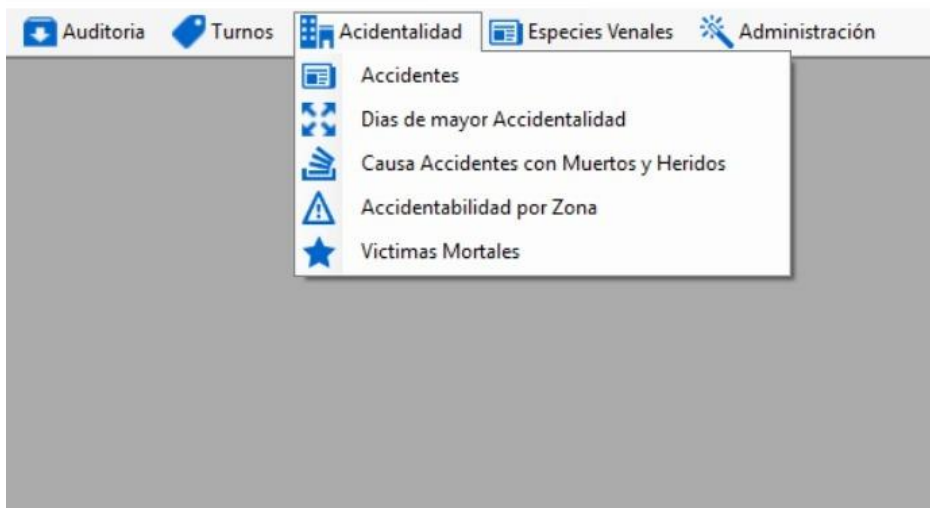 Auditoria Turnos Acidentalidad Especies Venales Administración
Accidentes
Dias de mayor Accidentalidad
Causa Accidentes con Muertos y Heridos
Accidentabilidad por Zona
Victimas Mortales